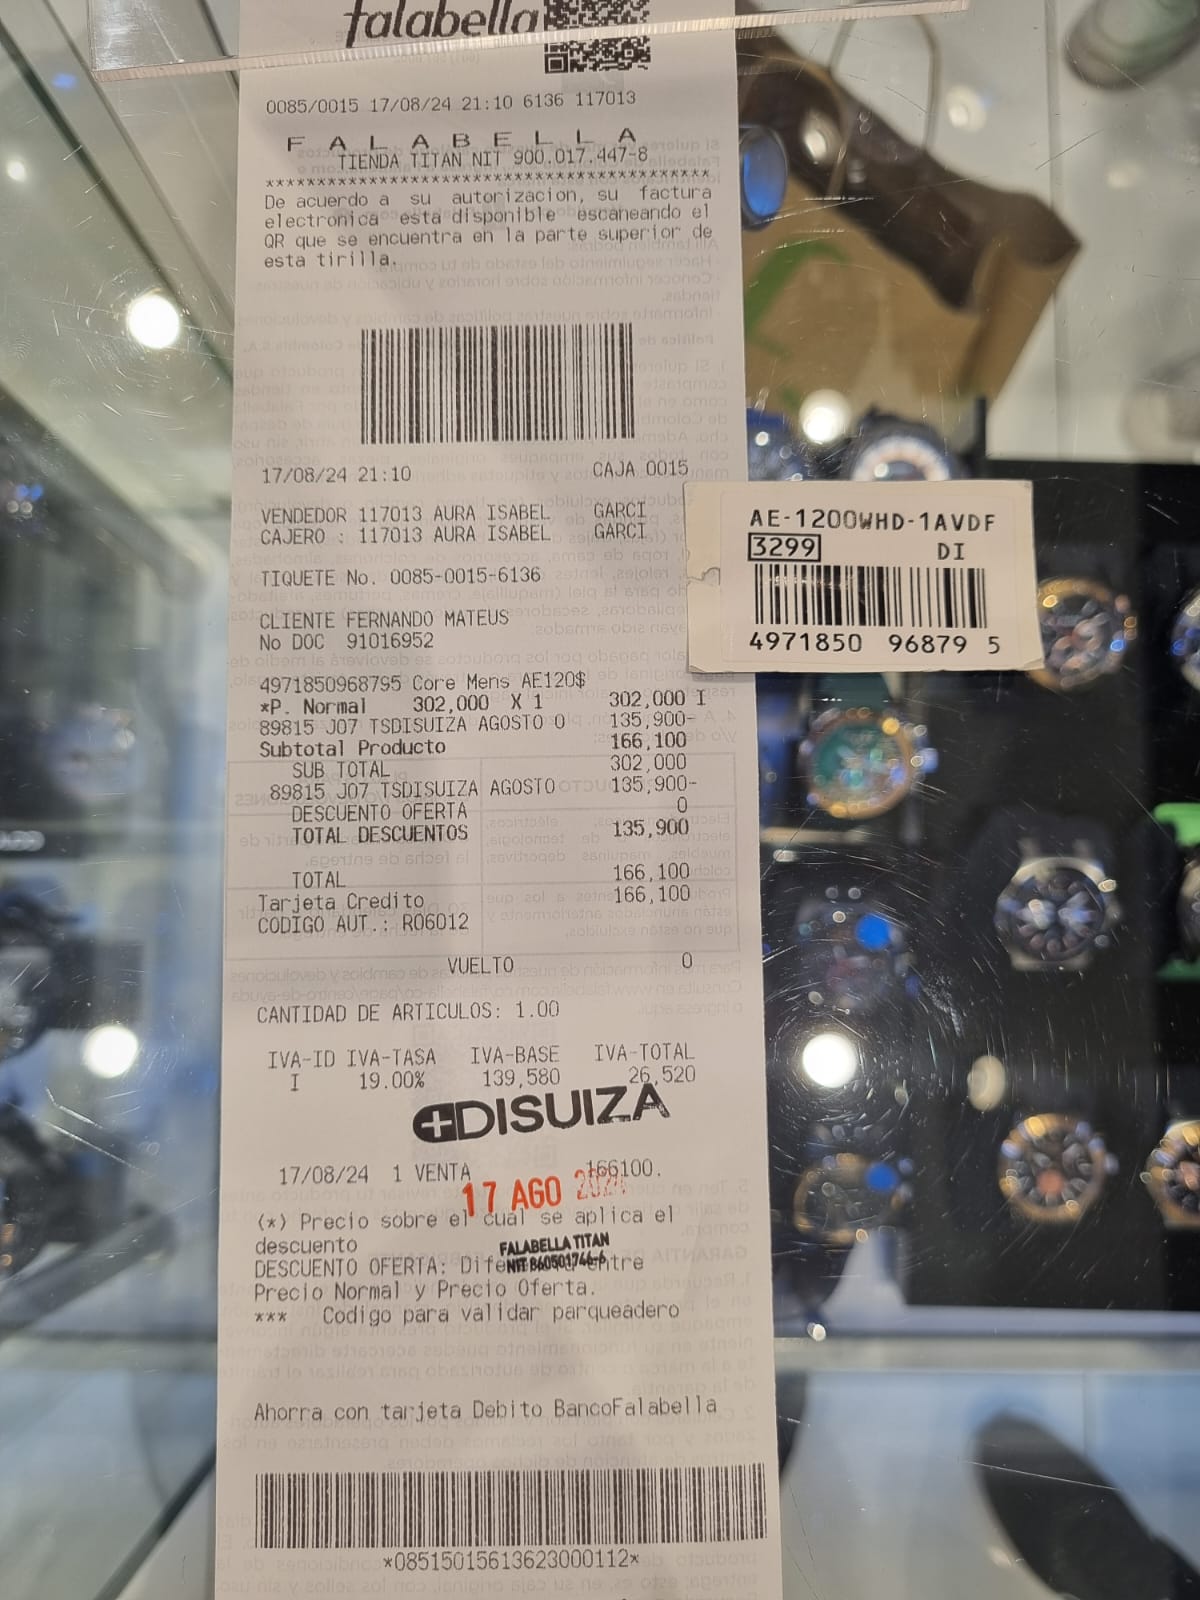 falabella
0085/0015 17/08/24 21:10 6136 117013
F A L A B E L L A
TIENDA TITAN NIT 900.017.447-8
******************************************
De acuerdo a su autorizacion, su factura
electronica esta disponible escaneando el
QR que se encuentra en la parte superior de
esta tirilla.
17/08/24 21:10 CAJA 0015
VENDEDOR 117013 AURA ISABEL GARCI
CAJERO : 117013 AURA ISABEL GARCI
TIQUETE No. 0085-0015-6136
CLIENTE FERNANDO MATEUS
No DOC 91016952
4971850968795 Core Mens AE120$
*P. Normal 302,000 X 1 302,000 I
89815 J07 TSDISUIZA AGOSTO 0 135,900-
Subtotal Producto 166,100
SUB TOTAL 302,000
89815 J07 TSDISUIZA AGOSTO 135,900-
DESCUENTO OFERTA 0
TOTAL DESCUENTOS 135,900
TOTAL 166,100
Tarjeta Credito 166,100
CODIGO AUT.: R06012
VUELTO 0
CANTIDAD DE ARTICULOS: 1.00
IVA-ID IVA-TASA IVA-BASE IVA-TOTAL
I 19.00% 139,580 26,520
DISUIZA
17/08/24 1 VENTA 166100.
17 AGO 2024
(*) Precio sobre el cual se aplica el
descuento
FALABELLA TITAN
NIT 860501746-6
DESCUENTO OFERTA: Diferencia entre
Precio Normal y Precio Oferta.
*** Codigo para validar parqueadero
Ahorra con tarjeta Debito BancoFalabella
*08515015613623000112*
AE-1200WHD-1AVDF
3299 DI
4971850 96879 5